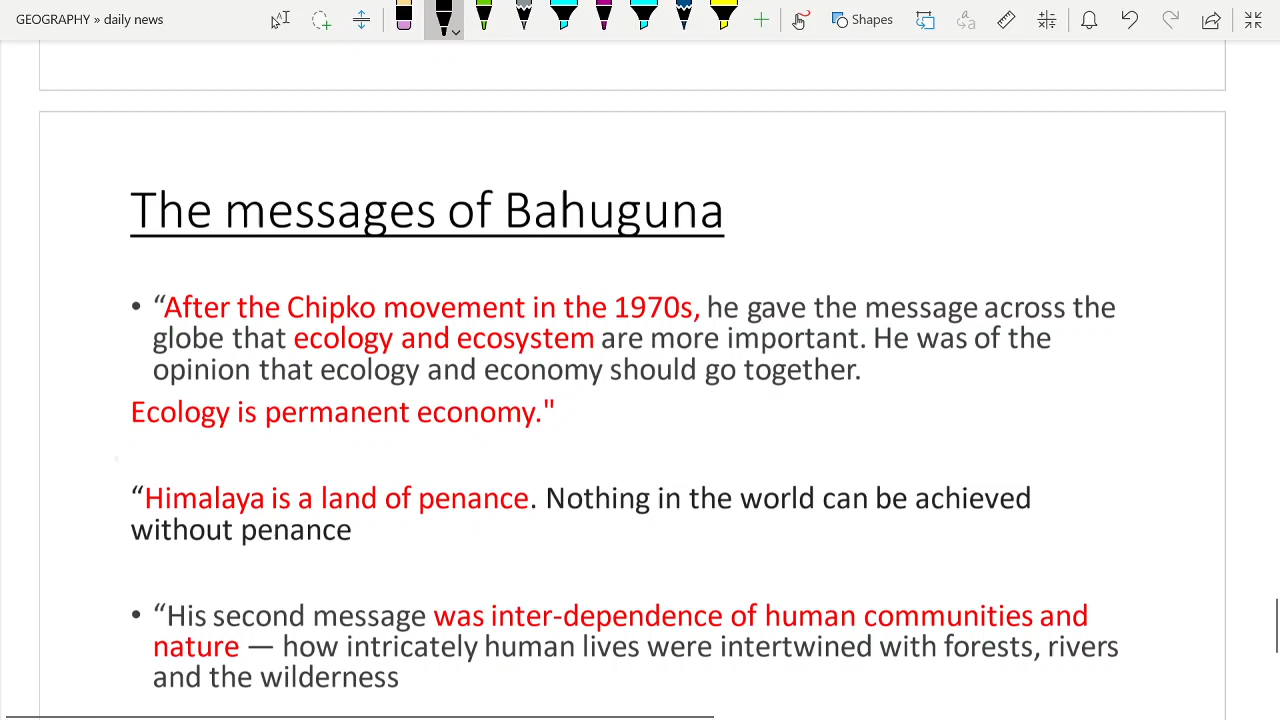 GEOGRAPHY » daily news
Shapes
The messages of Bahuguna
• “After the Chipko movement in the 1970s, he gave the message across the
globe that ecology and ecosystem are more important. He was of the
opinion that ecology and economy should go together.
Ecology is permanent economy."
“Himalaya is a land of penance. Nothing in the world can be achieved
without penance
• “His second message was inter-dependence of human communities and
nature — how intricately human lives were intertwined with forests, rivers
and the wilderness